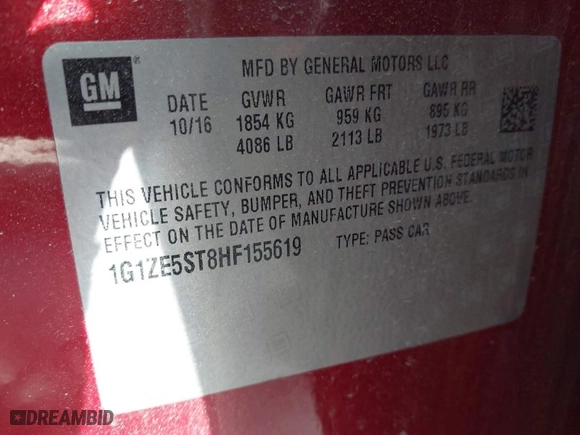 GM ®
MFD BY GENERAL MOTORS LLC
DATE GVWR GAWR FRT GAWR RR
10/16 1854 KG 959 KG 895 KG
4086 LB 2113 LB 1973 LB
THIS VEHICLE CONFORMS TO ALL APPLICABLE U.S. FEDERAL MOTOR
VEHICLE SAFETY, BUMPER, AND THEFT PREVENTION STANDARDS IN
EFFECT ON THE DATE OF MANUFACTURE SHOWN ABOVE.
1G1ZE5ST8HF155619 TYPE: PASS CAR
DREAMBID